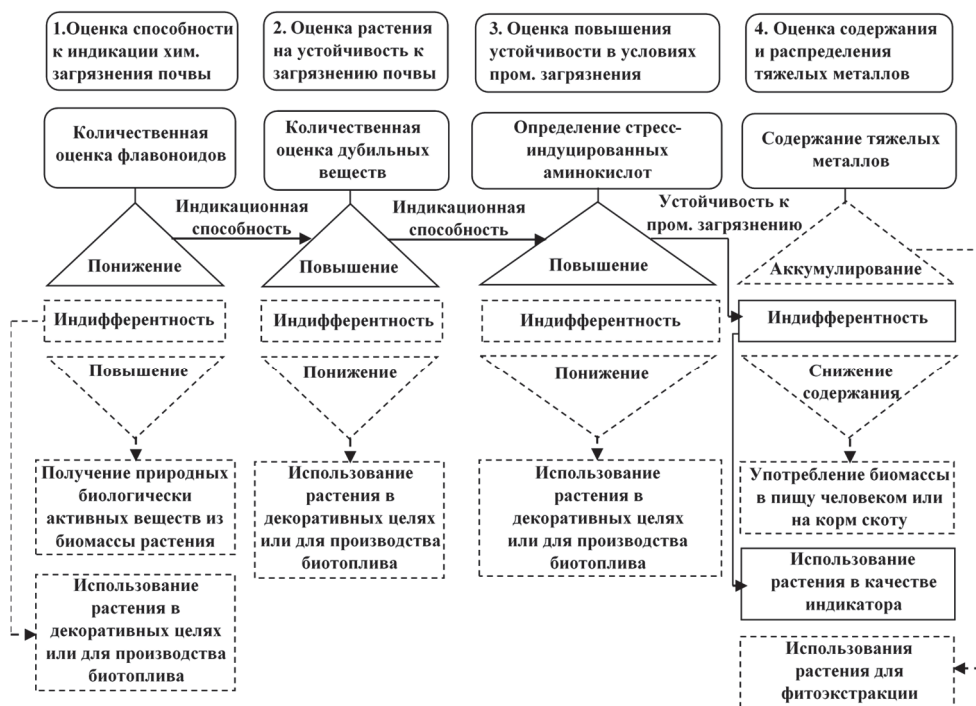 1.Оценка способности
к индикации хим.
загрязнения почвы
2. Оценка растения
на устойчивость к
загрязнению почвы
3. Оценка повышения
устойчивости в условиях
пром. загрязнения
4. Оценка содержания
и распределения
тяжелых металлов
Количественная
оценка флавоноидов
Количественная
оценка дубильных
веществ
Определение стресс-
индуцированных
аминокислот
Содержание тяжелых
металлов
Индикационная
способность
Индикационная
способность
Устойчивость к
пром. загрязнению
Понижение
Повышение
Повышение
Аккумулирование
Индифферентность
Индифферентность
Индифферентность
Индифферентность
Повышение
Понижение
Понижение
Снижение
содержания
Получение природных
биологически
активных веществ из
биомассы растения
Использование
растения в
декоративных целях
или для производства
биотоплива
Использование
растения в
декоративных целях
или для производства
биотоплива
Употребление биомассы
в пищу человеком или
на корм скоту
Использование
растения в
декоративных целях
или для производства
биотоплива
Использование
растения в качестве
индикатора
Использования
растения для
фитоэкстракции